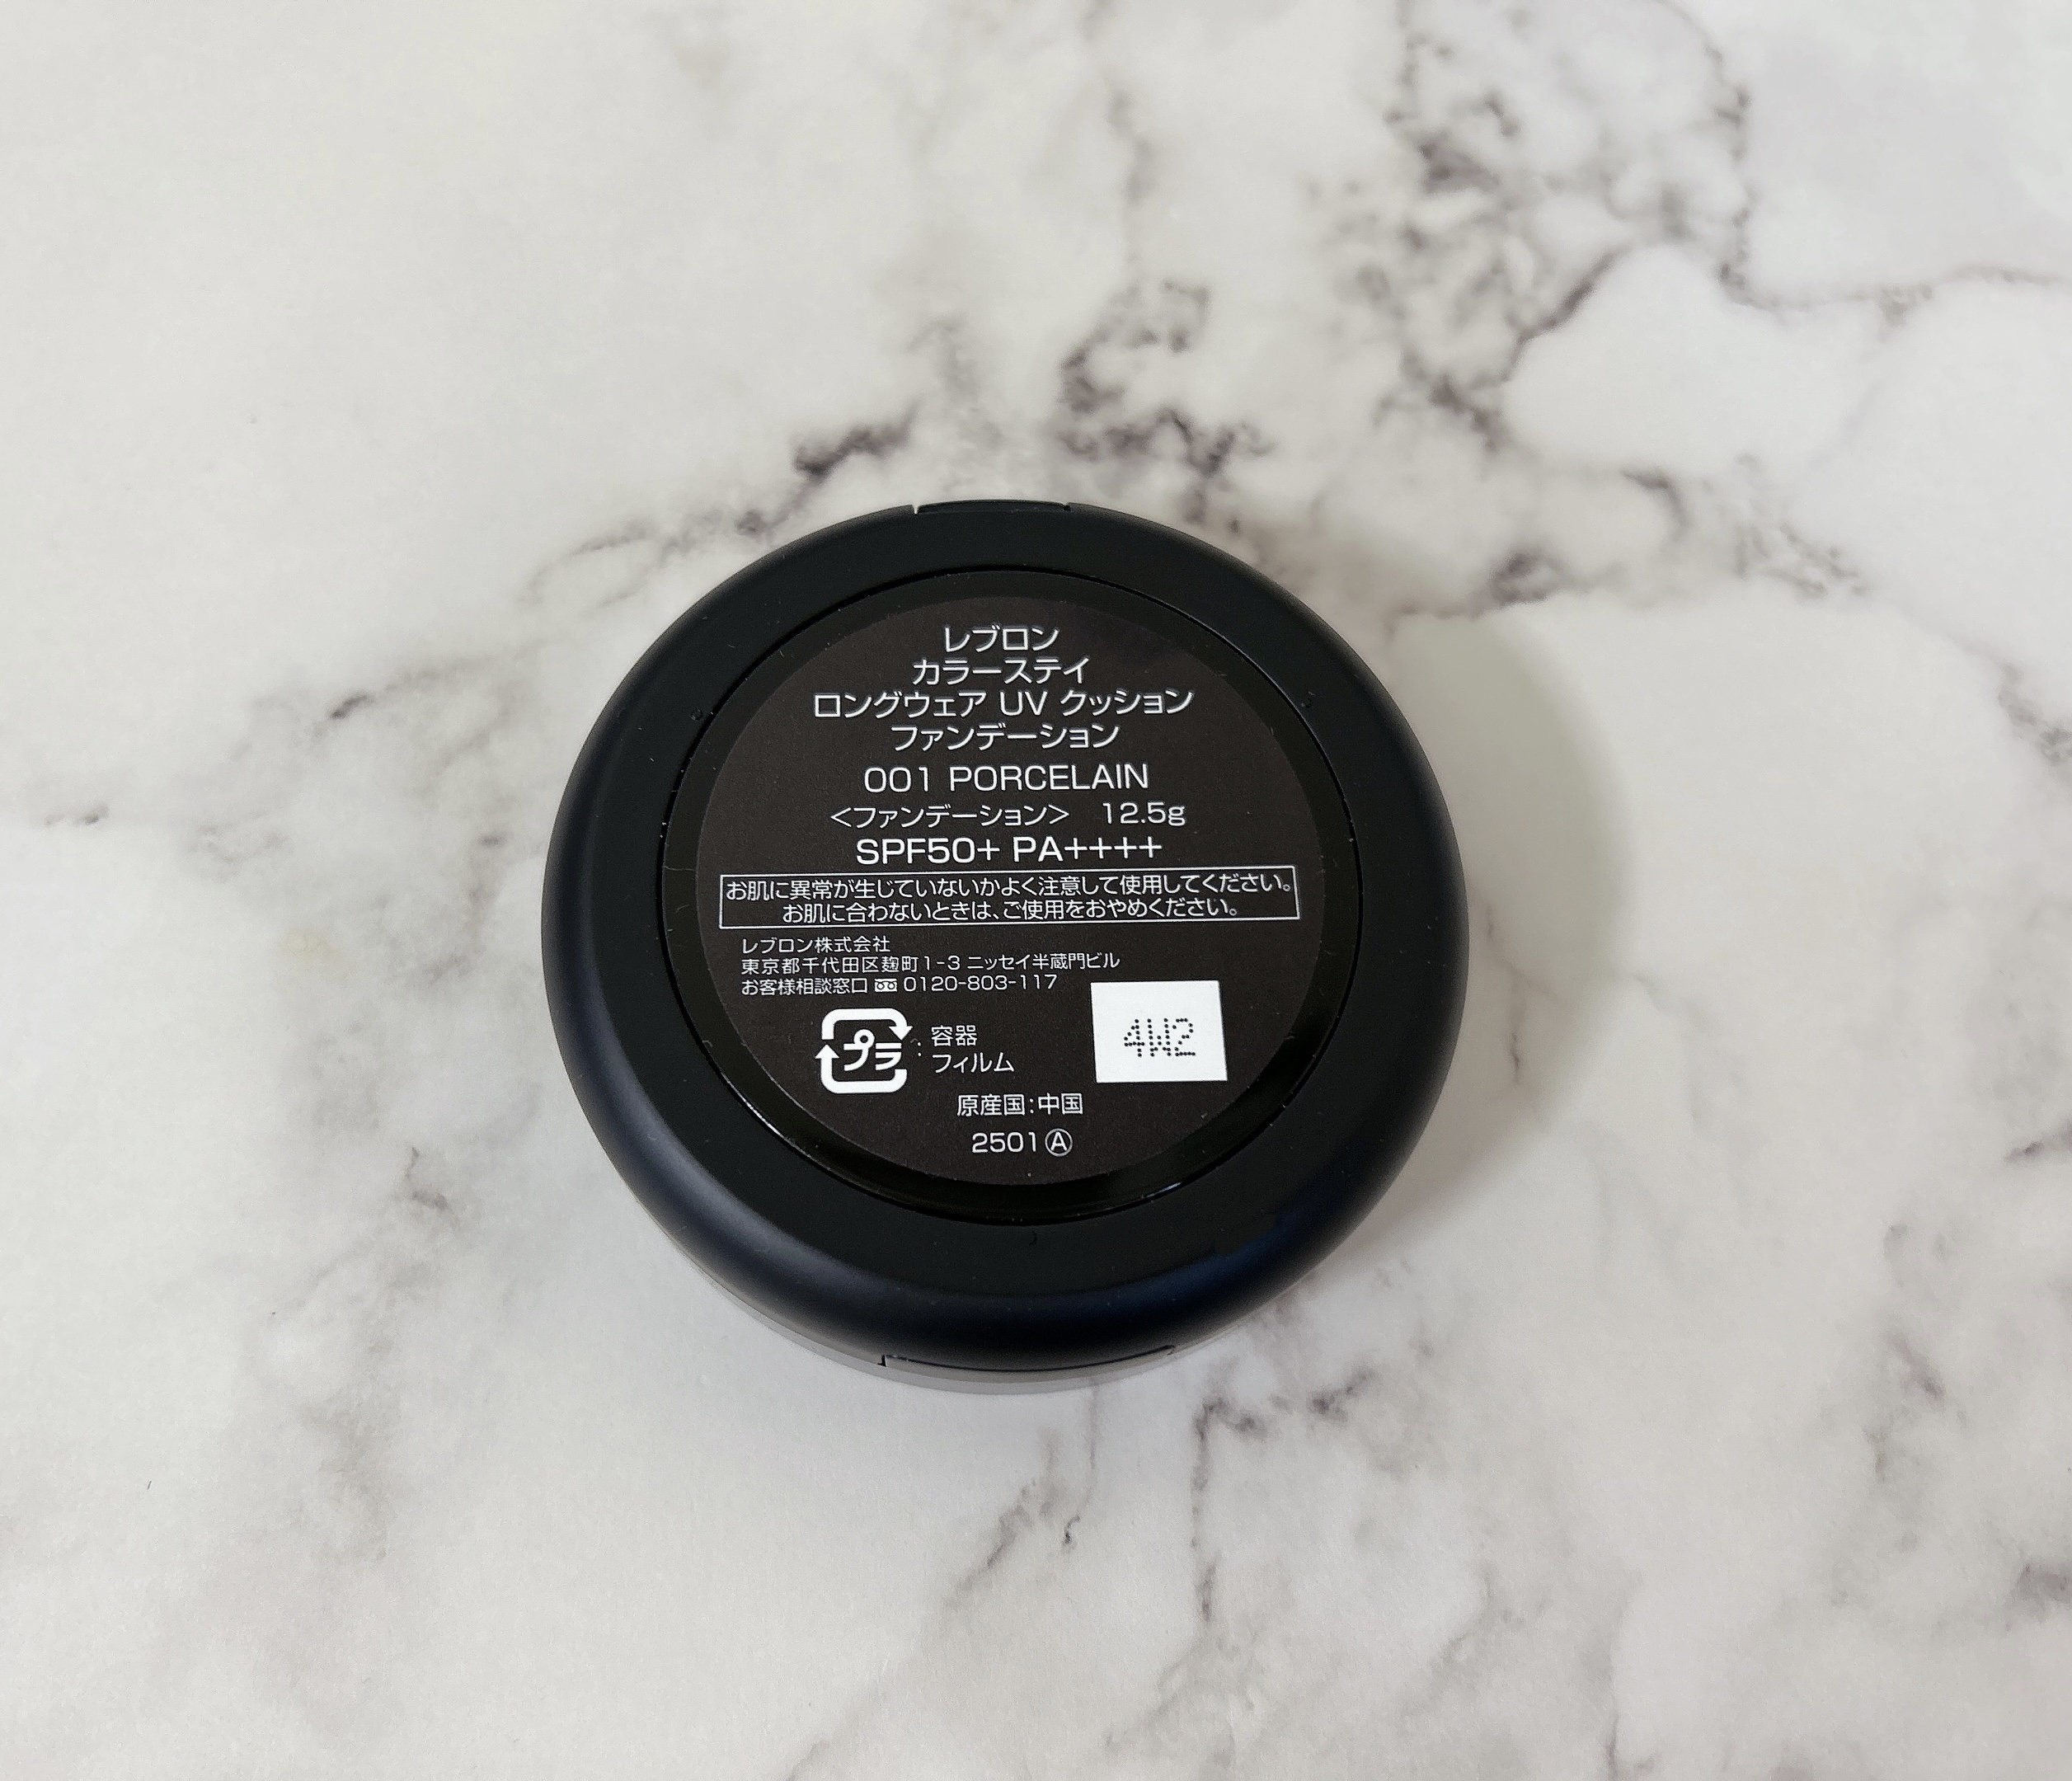 レブロン
カラーステイ
ロングウェア UV クッション
ファンデーション
001 PORCELAIN
＜ファンデーション＞ 12.5g
SPF50+ PA++++
お肌に異常が生じていないかよく注意して使用してください。
お肌に合わないときは、ご使用をおやめください。
レブロン株式会社
東京都千代田区麹町1-3 ニッセイ半蔵門ビル
お客様相談窓口 0120-803-117
プラ : 容器
フィルム
4W2
原産国:中国
2501Ⓐ